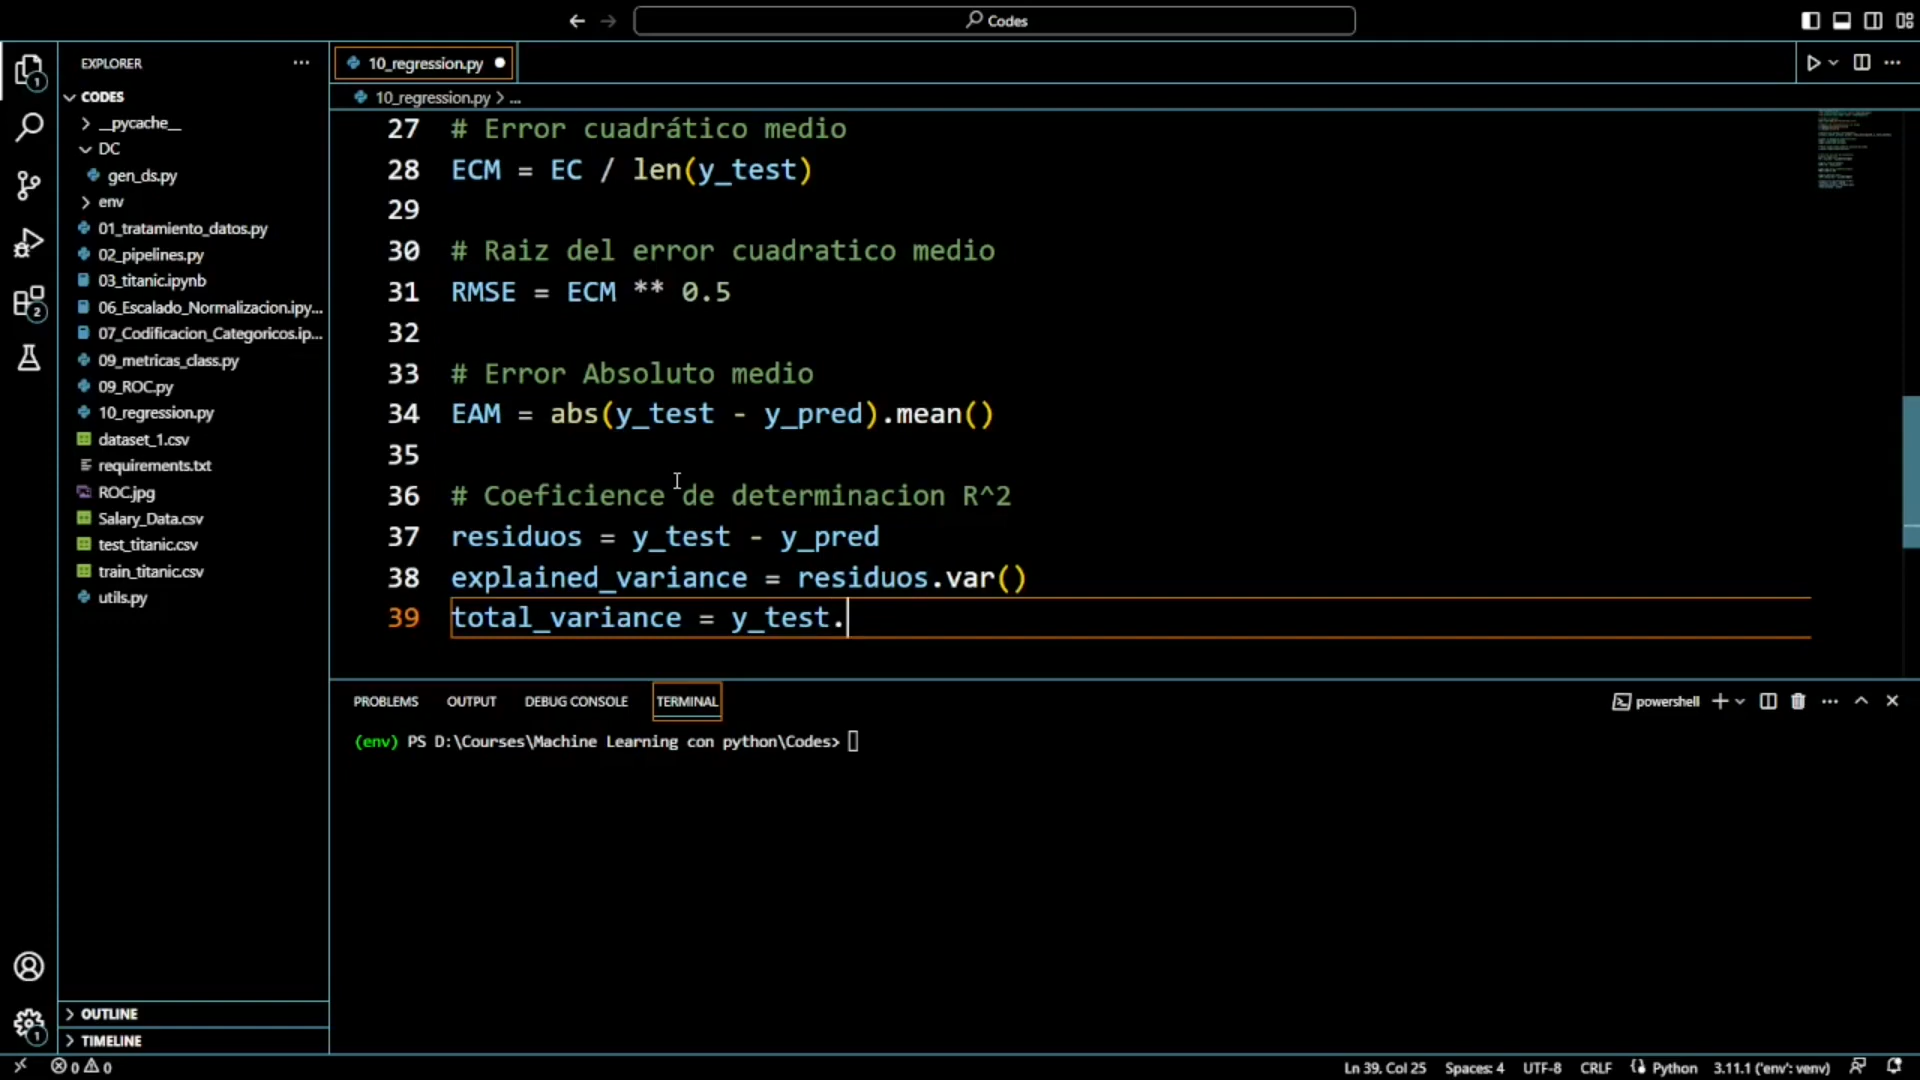 Codes
EXPLORER
10_regression.py
CODES
10_regression.py > ...
__pycache__
DC
gen_ds.py
env
01_tratamiento_datos.py
02_pipelines.py
03_titanic.ipynb
06_Escalado_Normalizacion.ipy...
07_Codificacion_Categoricos.ip...
09_metricas_class.py
09_ROC.py
10_regression.py
dataset_1.csv
requirements.txt
ROC.jpg
Salary_Data.csv
test_titanic.csv
train_titanic.csv
utils.py
27 # Error cuadrático medio
28 ECM = EC / len(y_test)
29
30 # Raiz del error cuadratico medio
31 RMSE = ECM ** 0.5
32
33 # Error Absoluto medio
34 EAM = abs(y_test - y_pred).mean()
35
36 # Coeficience de determinacion R^2
37 residuos = y_test - y_pred
38 explained_variance = residuos.var()
39 total_variance = y_test.
PROBLEMS OUTPUT DEBUG CONSOLE TERMINAL
powershell
(env) PS D:\Courses\Machine Learning con python\Codes>
1
2
1
OUTLINE
TIMELINE
0 0
Ln 39, Col 25 Spaces: 4 UTF-8 CRLF Python 3.11.1 ('env': venv)